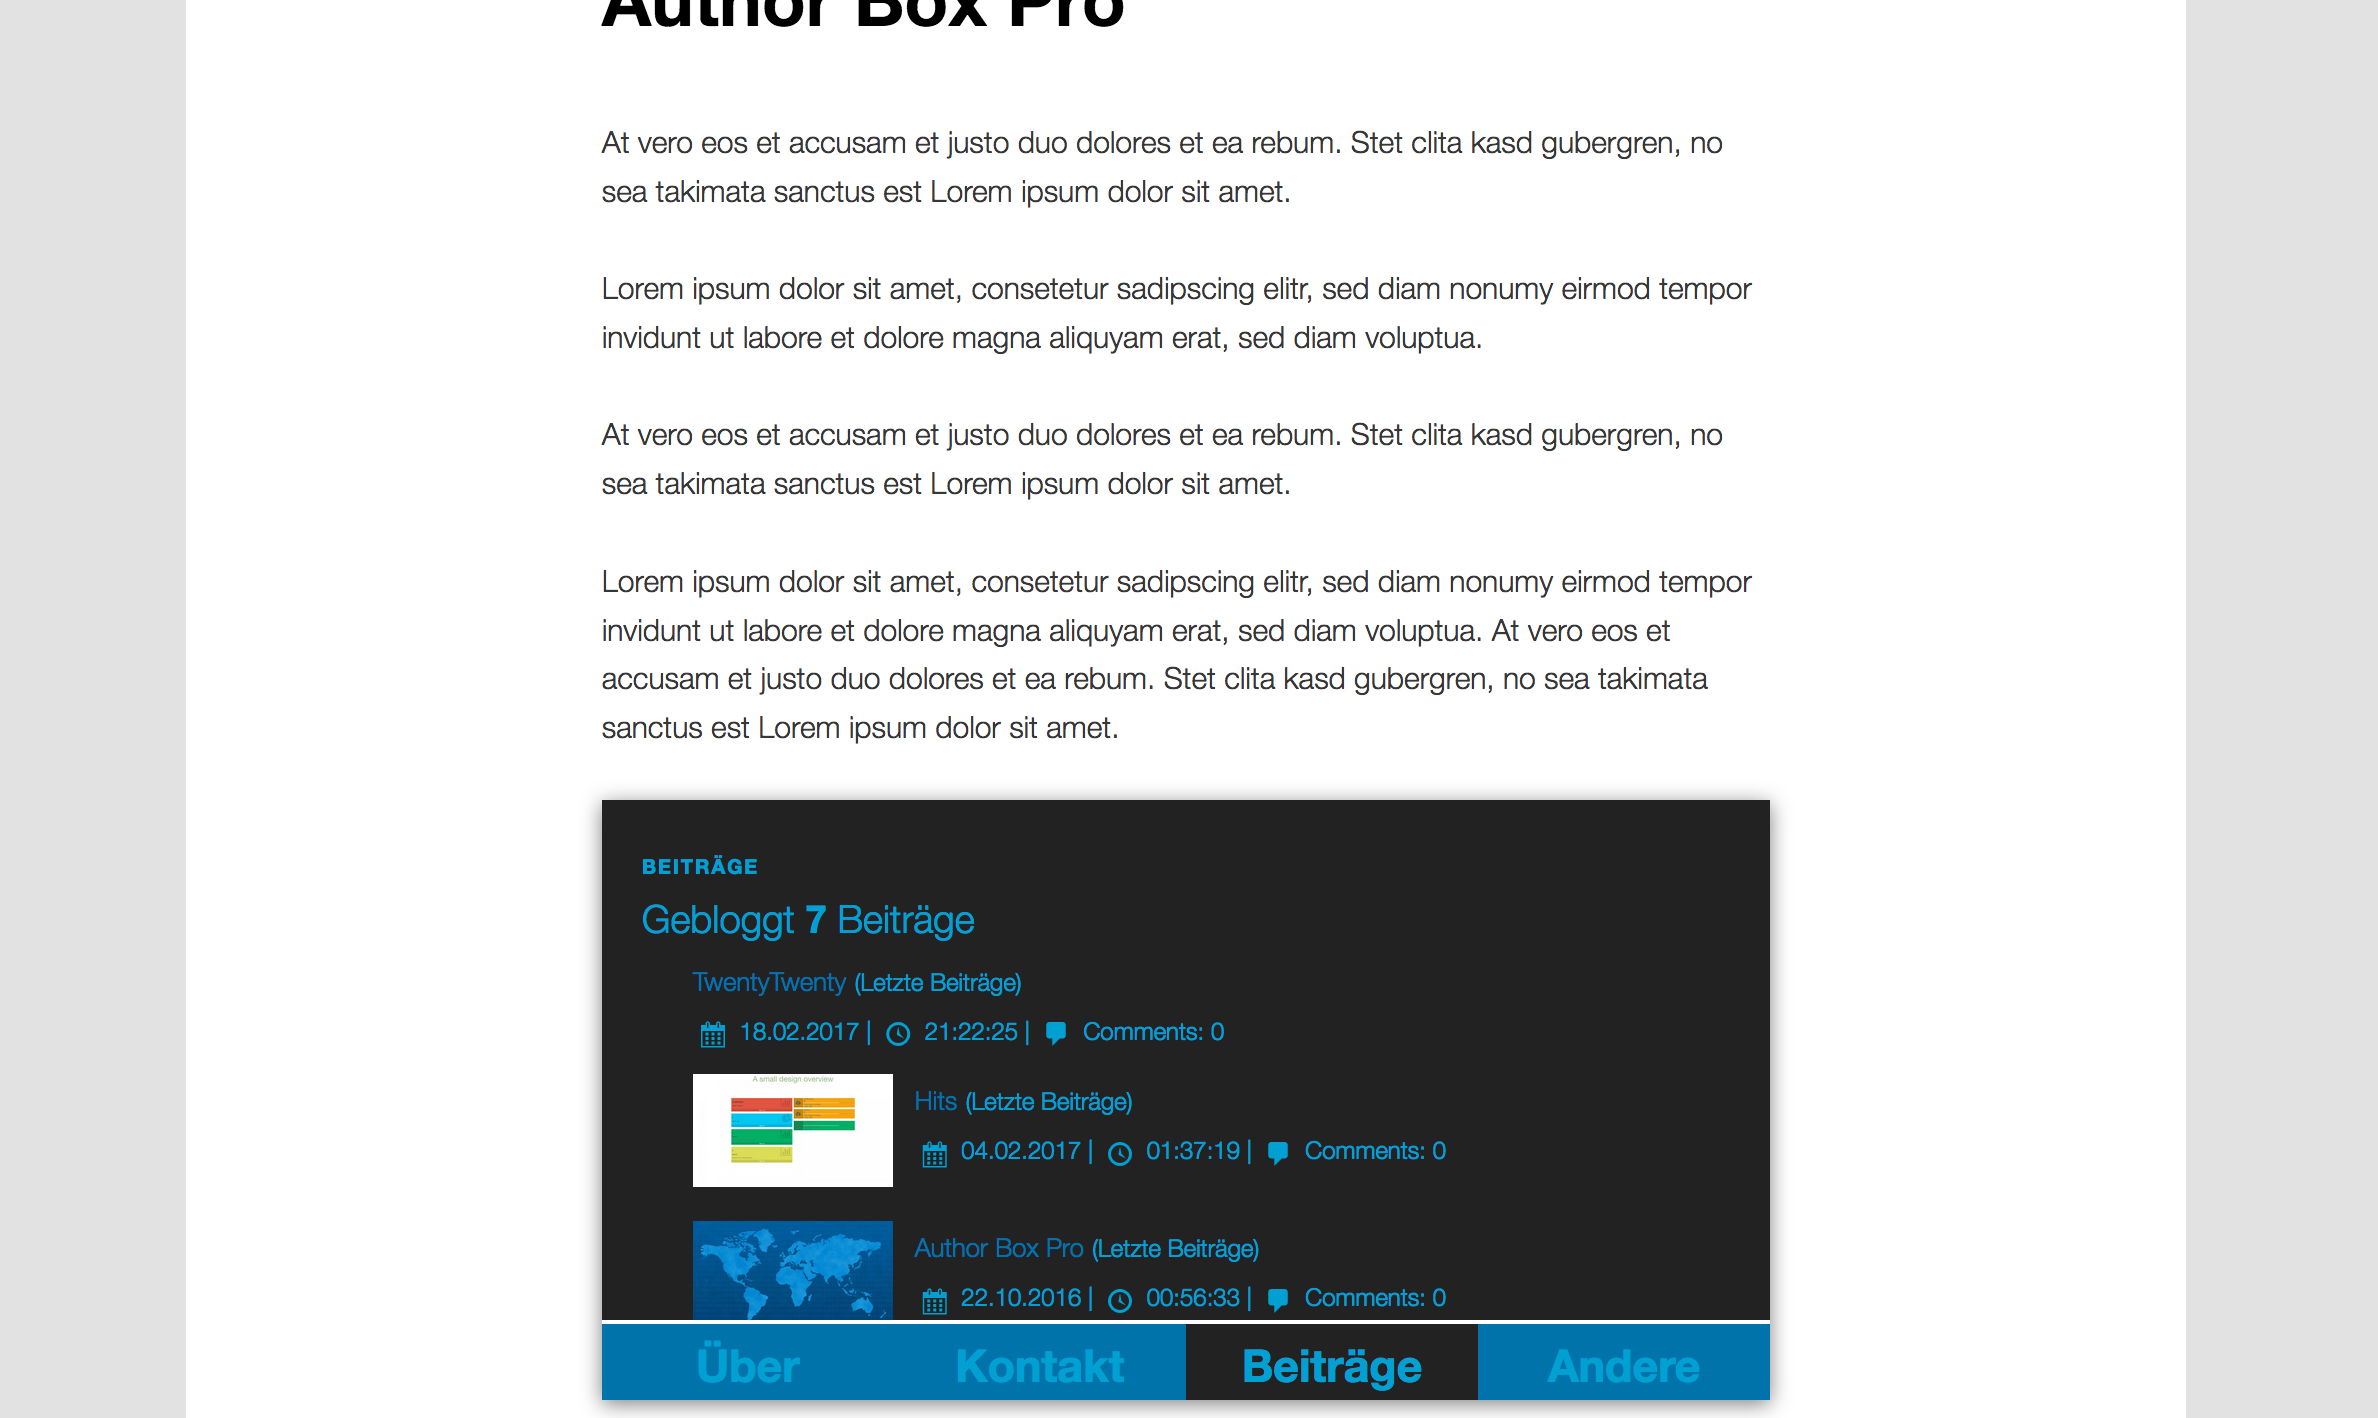 Author Box Pro
At vero eos et accusam et justo duo dolores et ea rebum. Stet clita kasd gubergren, no
sea takimata sanctus est Lorem ipsum dolor sit amet.
Lorem ipsum dolor sit amet, consetetur sadipscing elitr, sed diam nonumy eirmod tempor
invidunt ut labore et dolore magna aliquyam erat, sed diam voluptua.
At vero eos et accusam et justo duo dolores et ea rebum. Stet clita kasd gubergren, no
sea takimata sanctus est Lorem ipsum dolor sit amet.
Lorem ipsum dolor sit amet, consetetur sadipscing elitr, sed diam nonumy eirmod tempor
invidunt ut labore et dolore magna aliquyam erat, sed diam voluptua. At vero eos et
accusam et justo duo dolores et ea rebum. Stet clita kasd gubergren, no sea takimata
sanctus est Lorem ipsum dolor sit amet.
BEITRÄGE
Gebloggt 7 Beiträge
TwentyTwenty (Letzte Beiträge)
18.02.2017 | 21:22:25 | Comments: 0
A small design overview
Hits (Letzte Beiträge)
04.02.2017 | 01:37:19 | Comments: 0
Author Box Pro (Letzte Beiträge)
22.10.2016 | 00:56:33 | Comments: 0
Über Kontakt Beiträge Andere